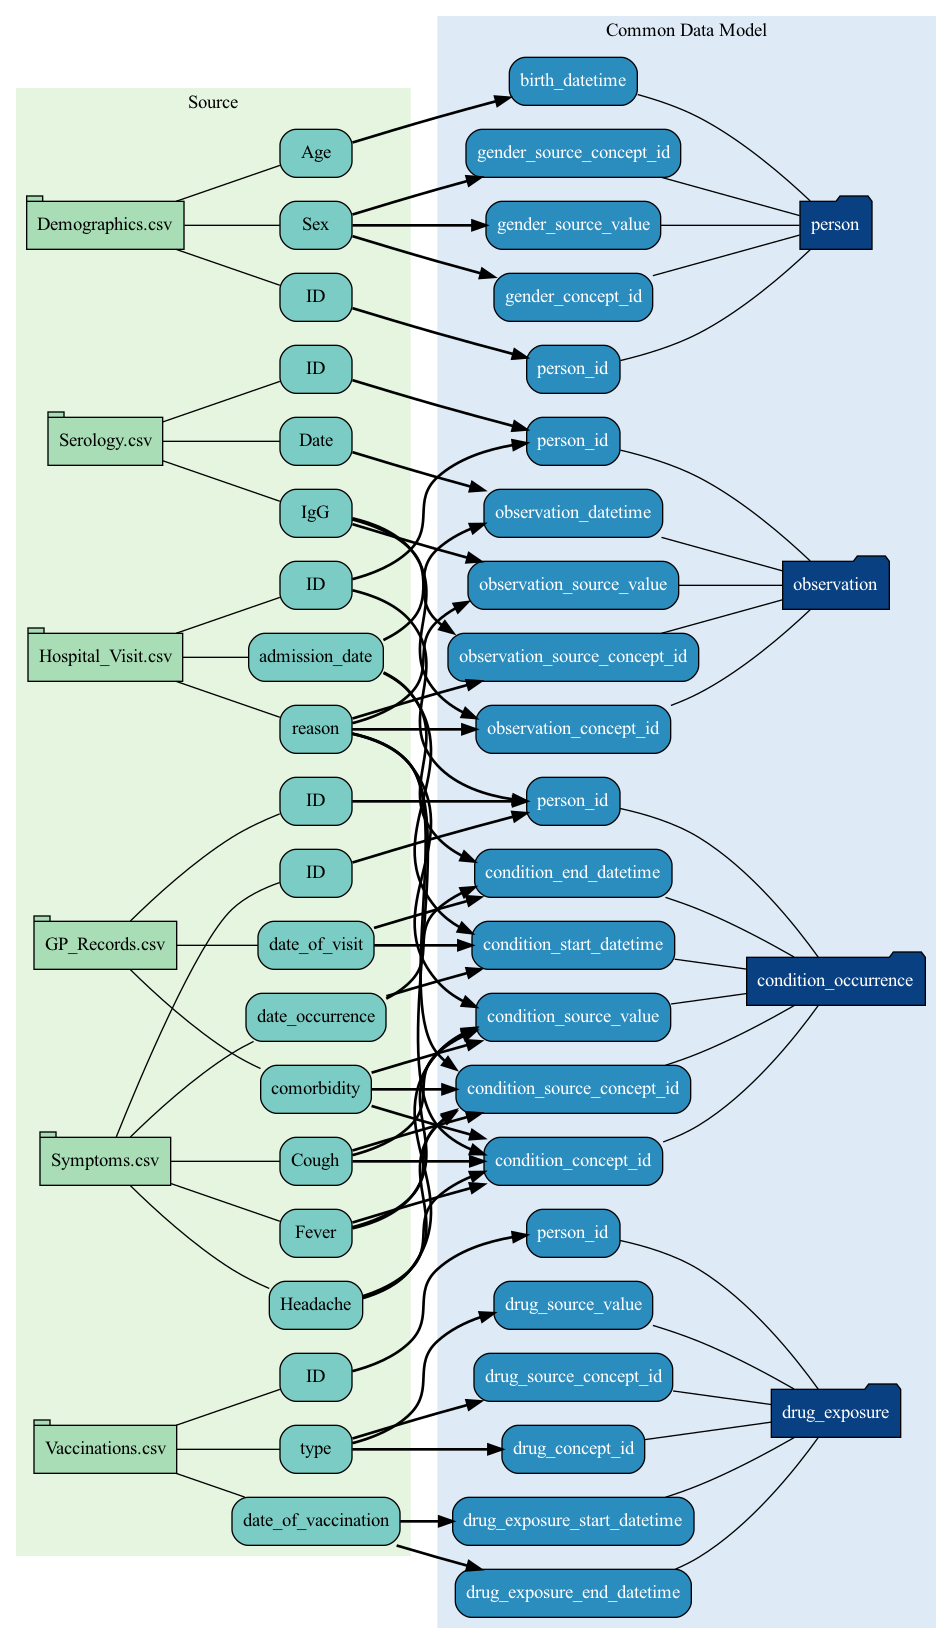 Common Data Model
Source
birth_datetime
Age
gender_source_concept_id
Demographics.csv
Sex
gender_source_value
person
ID
gender_concept_id
ID
person_id
Serology.csv
Date
person_id
IgG
observation_datetime
ID
observation_source_value
observation
Hospital_Visit.csv
admission_date
observation_source_concept_id
reason
observation_concept_id
ID
person_id
ID
condition_end_datetime
GP_Records.csv
date_of_visit
condition_start_datetime
condition_occurrence
date_occurrence
condition_source_value
comorbidity
condition_source_concept_id
Symptoms.csv
Cough
condition_concept_id
Fever
person_id
Headache
drug_source_value
ID
drug_source_concept_id
drug_exposure
Vaccinations.csv
type
drug_concept_id
date_of_vaccination
drug_exposure_start_datetime
drug_exposure_end_datetime